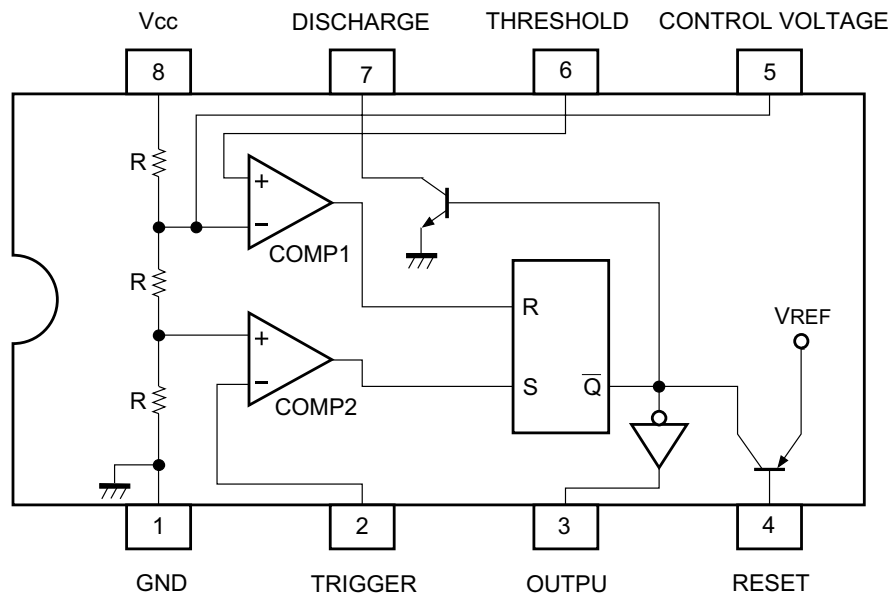 Vcc DISCHARGE THRESHOLD CONTROL VOLTAGE
8 7 6 5
R
+
−
COMP1
R
R
VREF
+
−
COMP2
S Q̅
R
1 2 3 4
GND TRIGGER OUTPU RESET